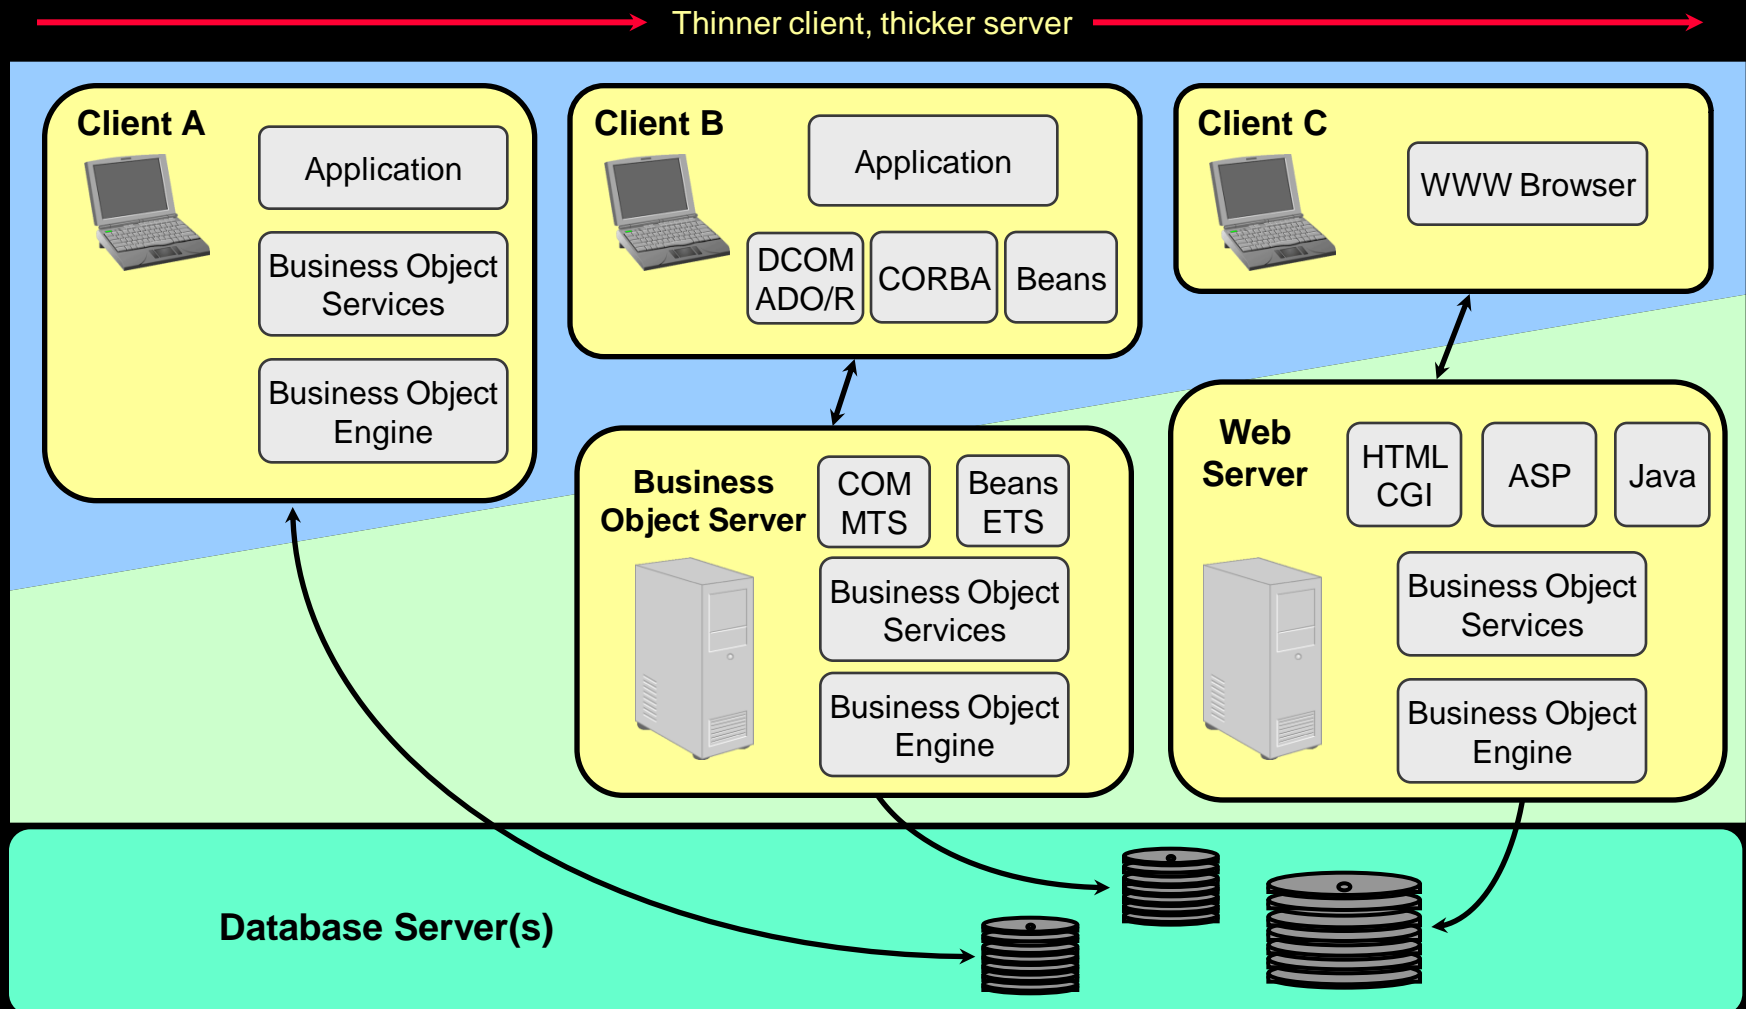 Thinner client, thicker server
Client A
Application
Business Object
Services
Business Object
Engine
Client B
Application
DCOM
ADO/R
CORBA
Beans
Client C
WWW Browser
Business
Object Server
COM
MTS
Beans
ETS
Business Object
Services
Business Object
Engine
Web
Server
HTML
CGI
ASP
Java
Business Object
Services
Business Object
Engine
Database Server(s)